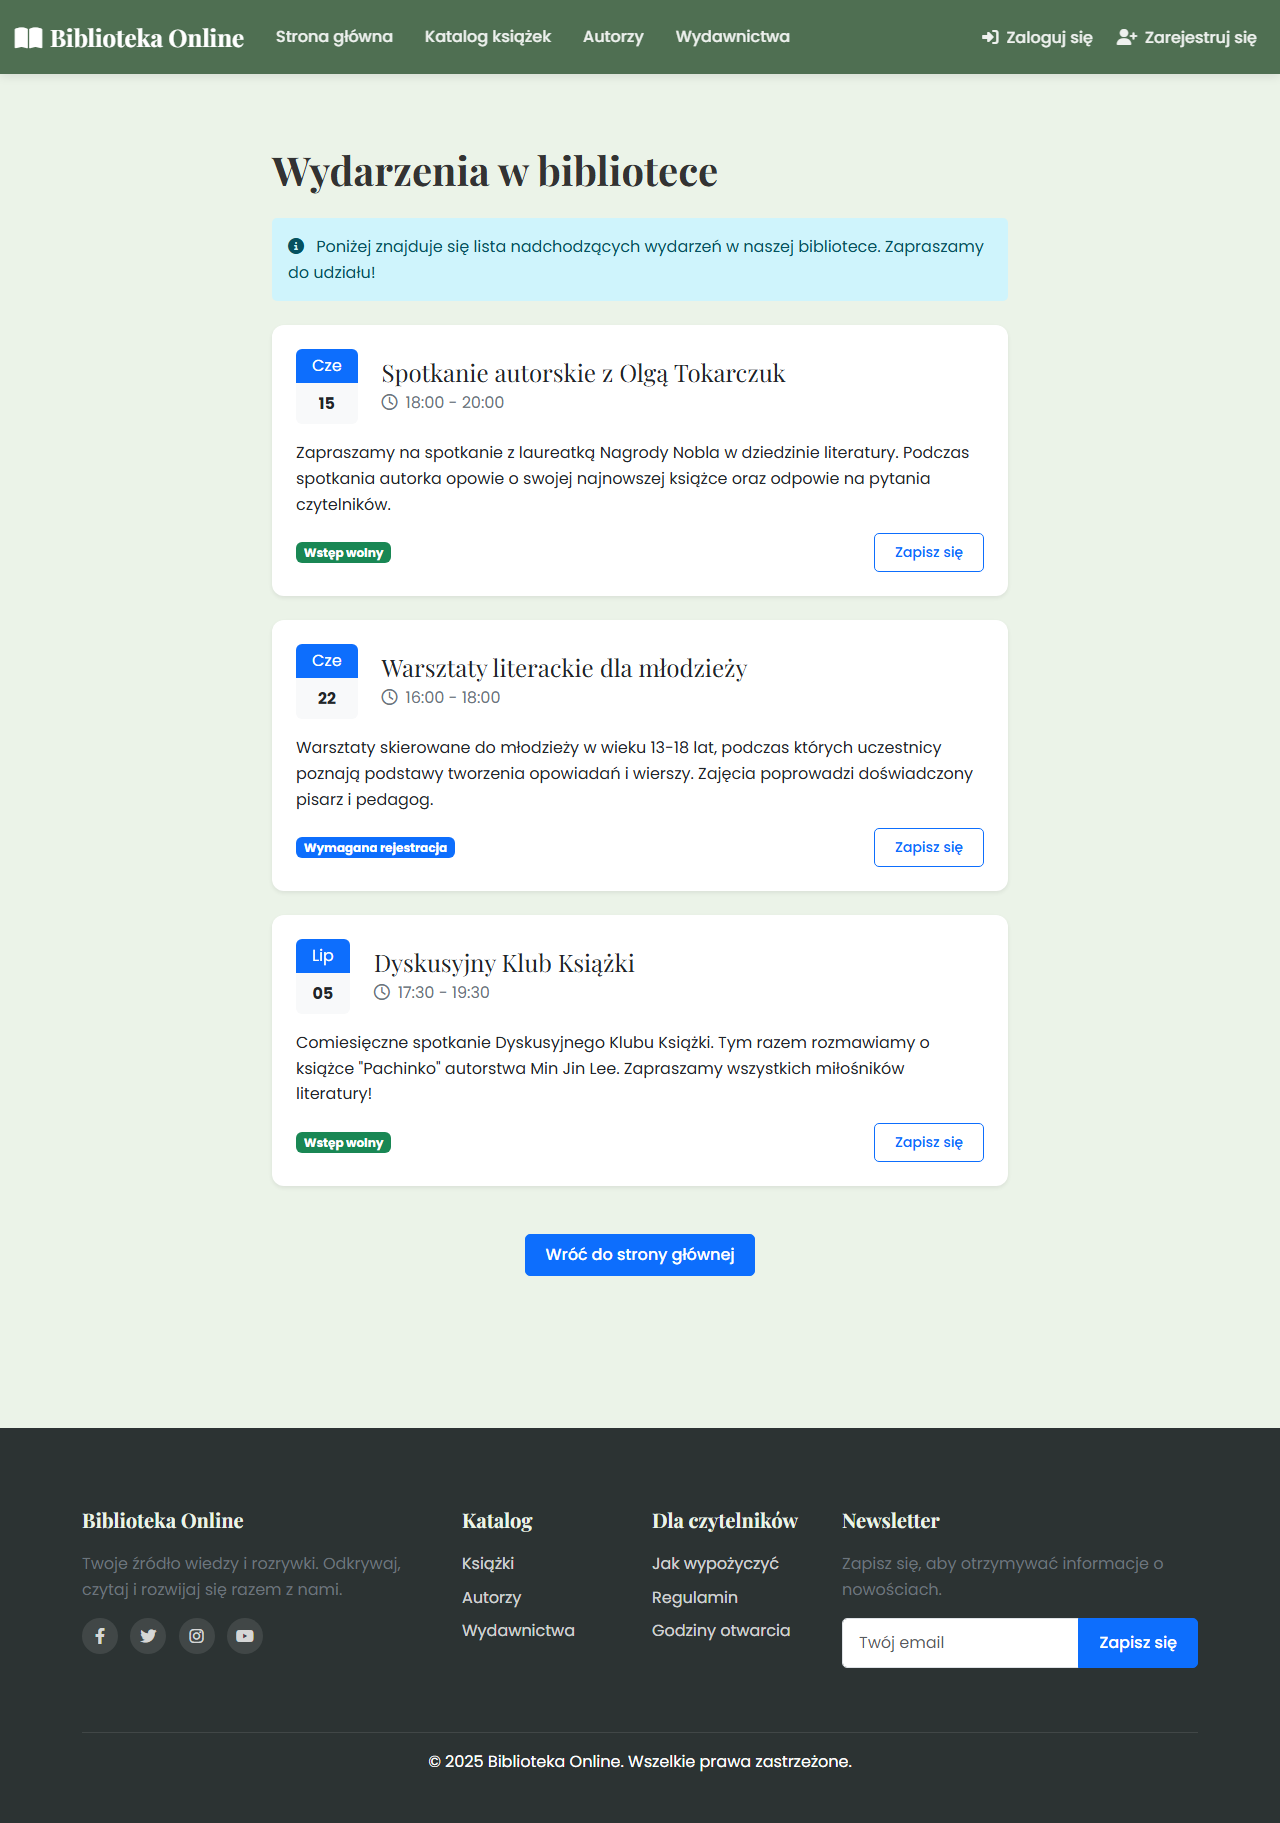 Biblioteka Online
Strona główna
Katalog książek
Autorzy
Wydawnictwa
Zaloguj się
Zarejestruj się
Wydarzenia w bibliotece
Poniżej znajduje się lista nadchodzących wydarzeń w naszej bibliotece. Zapraszamy
do udziału!
Cze
15
Spotkanie autorskie z Olgą Tokarczuk
18:00 - 20:00
Zapraszamy na spotkanie z laureatką Nagrody Nobla w dziedzinie literatury. Podczas
spotkania autorka opowie o swojej najnowszej książce oraz odpowie na pytania
czytelników.
Wstęp wolny
Zapisz się
Cze
22
Warsztaty literackie dla młodzieży
16:00 - 18:00
Warsztaty skierowane do młodzieży w wieku 13-18 lat, podczas których uczestnicy
poznają podstawy tworzenia opowiadań i wierszy. Zajęcia poprowadzi doświadczony
pisarz i pedagog.
Wymagana rejestracja
Zapisz się
Lip
05
Dyskusyjny Klub Książki
17:30 - 19:30
Comiesięczne spotkanie Dyskusyjnego Klubu Książki. Tym razem rozmawiamy o
książce "Pachinko" autorstwa Min Jin Lee. Zapraszamy wszystkich miłośników
literatury!
Wstęp wolny
Zapisz się
Wróć do strony głównej
Biblioteka Online
Twoje źródło wiedzy i rozrywki. Odkrywaj,
czytaj i rozwijaj się razem z nami.
Katalog
Książki
Autorzy
Wydawnictwa
Dla czytelników
Jak wypożyczyć
Regulamin
Godziny otwarcia
Newsletter
Zapisz się, aby otrzymywać informacje o
nowościach.
Twój email
Zapisz się
© 2025 Biblioteka Online. Wszelkie prawa zastrzeżone.